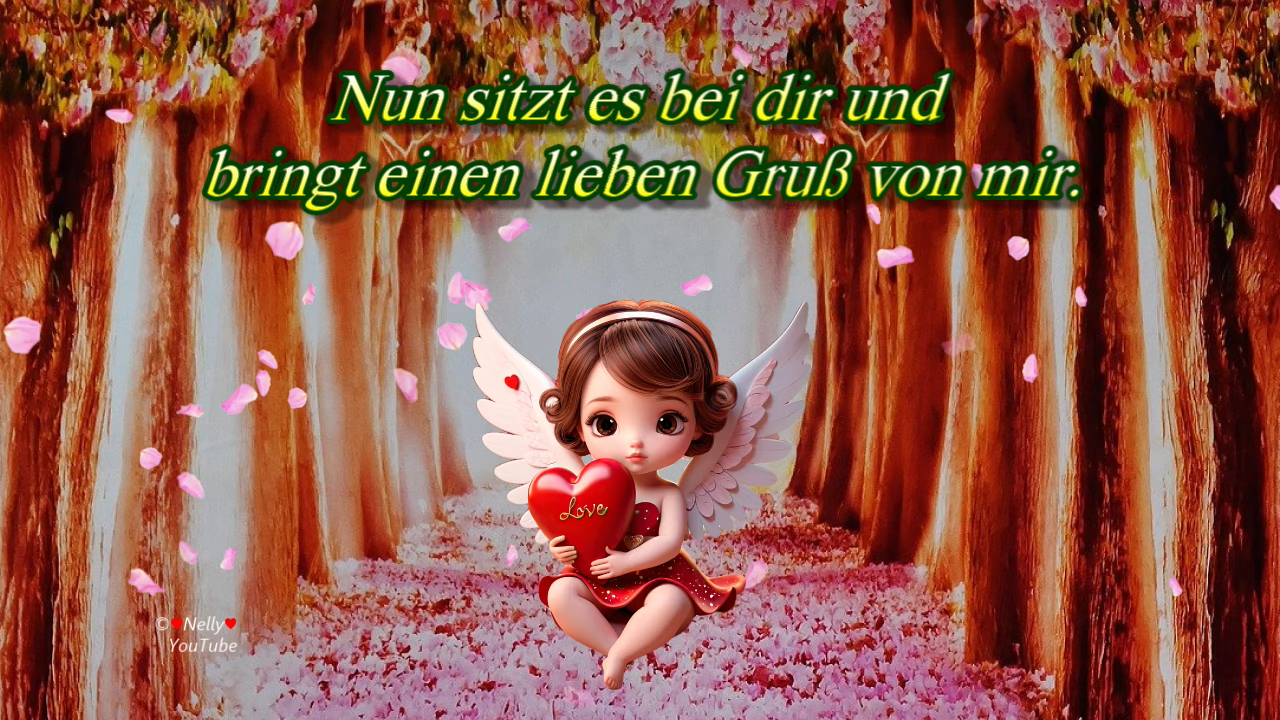 Nun sitzt es bei dir und
bringt einen lieben Gruß von mir.
Love
©♥Nelly♥
YouTube